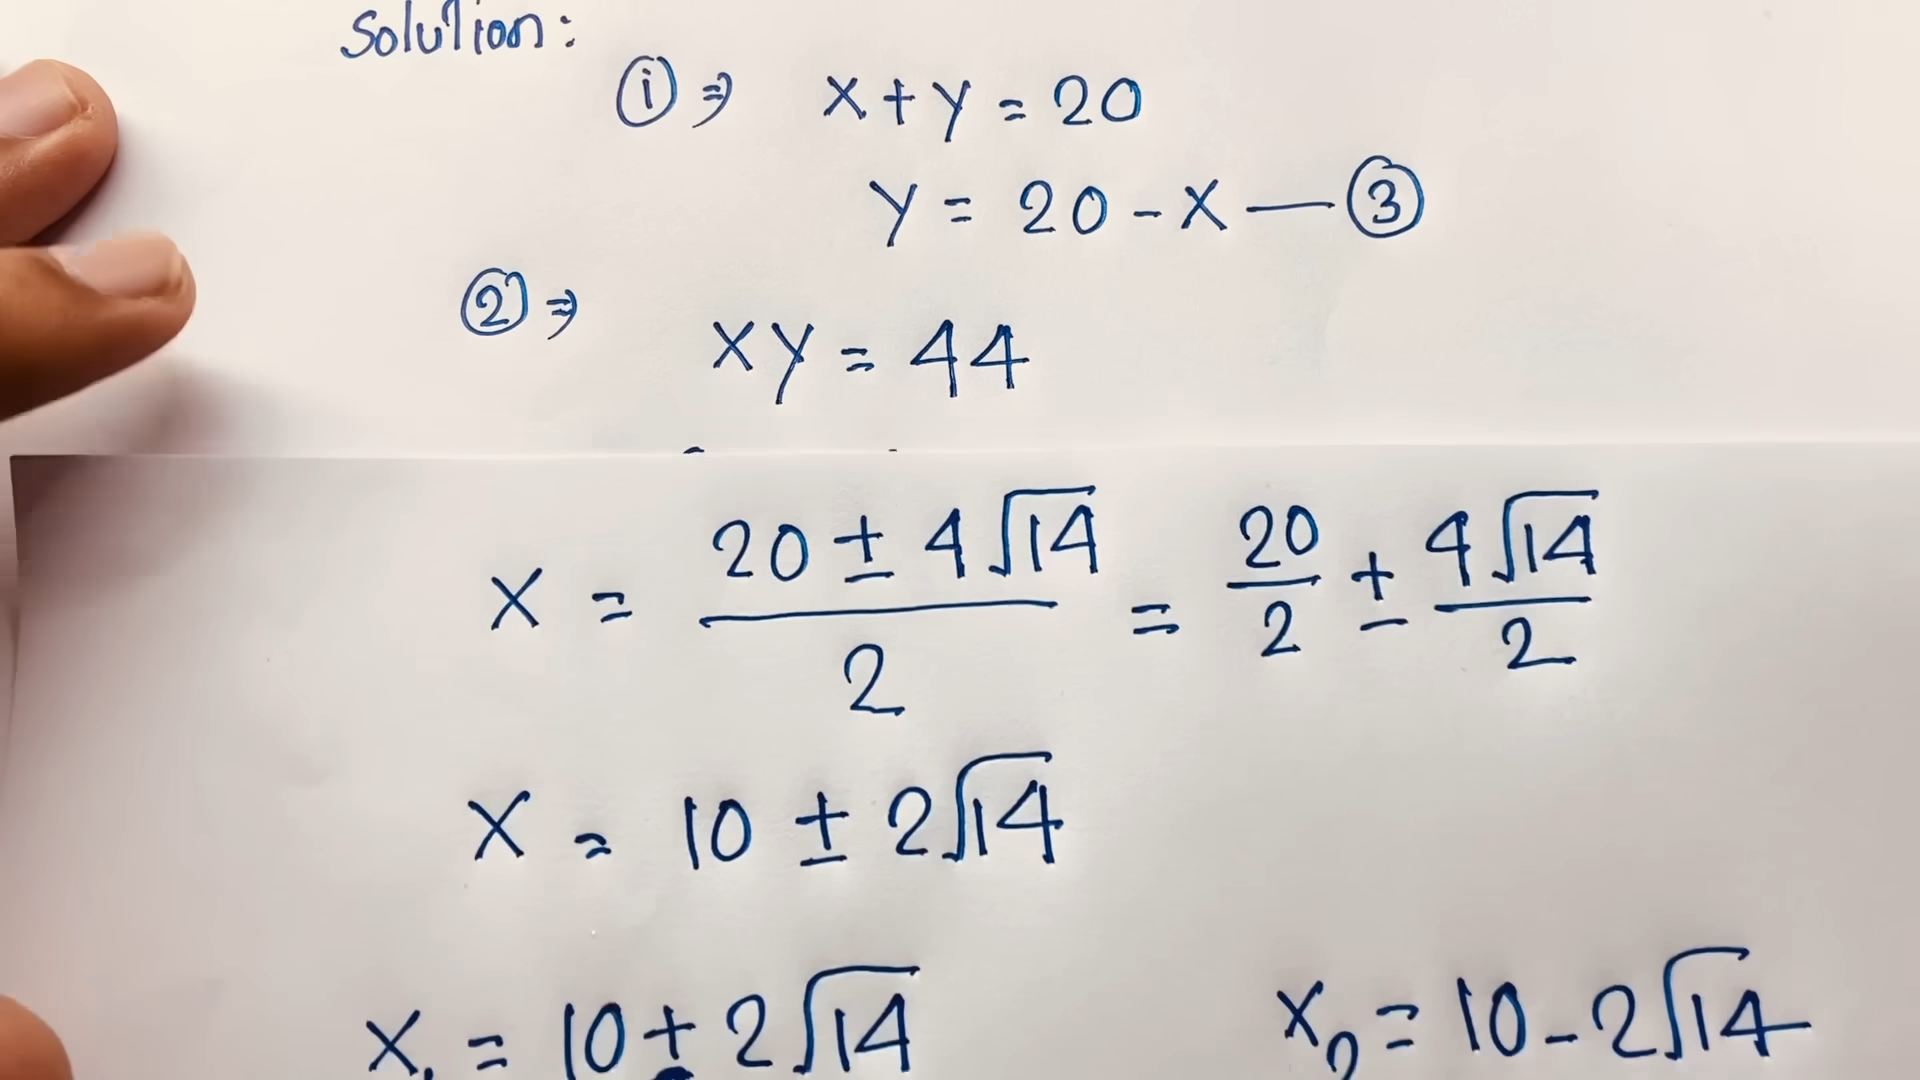 Solution:
① ⇒ x + y = 20
y = 20 - x — ③
② ⇒
xy = 44
x = (20 ± 4√14)/2 = 20/2 ± 4√14/2
x = 10 ± 2√14
x₁ = 10 + 2√14
x₂ = 10 - 2√14